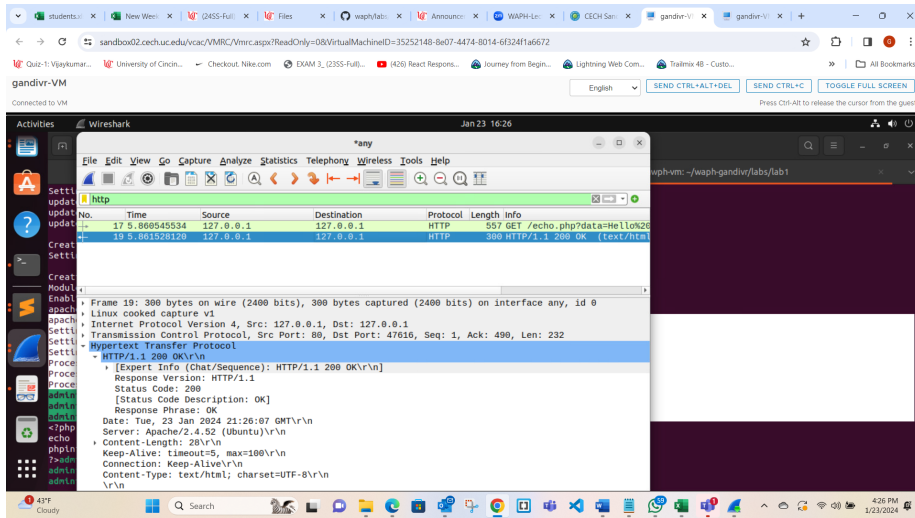 students.x
New Week
(24SS-Full
Files
waph/labs
Announce
WAPH-Lec
CECH San
gandivr-V
gandivr-V
sandbox02.cech.uc.edu/vcac/VMRC/Vmrc.aspx?ReadOnly=0&VirtualMachineID=35252148-8e07-4474-8014-6f324f1a6672
Quiz-1: Vijaykumar...
University of Cincin...
Checkout. Nike.com
EXAM 3_ (23SS-Full)...
(426) React Respons...
Journey from Begin...
Lightning Web Com...
Trailmix 4B - Custo...
All Bookmarks
gandivr-VM
English
SEND CTRL+ALT+DEL
SEND CTRL+C
TOGGLE FULL SCREEN
Connected to VM
Press Ctrl-Alt to release the cursor from the gues
Activities
Wireshark
Jan 23 16:26
*any
File Edit View Go Capture Analyze Statistics Telephony Wireless Tools Help
wph-vm: ~/waph-gandivr/labs/lab1
http
No. Time Source Destination Protocol Length Info
17 5.860545534 127.0.0.1 127.0.0.1 HTTP 557 GET /echo.php?data=Hello%20
19 5.861528120 127.0.0.1 127.0.0.1 HTTP 300 HTTP/1.1 200 OK (text/html
Frame 19: 300 bytes on wire (2400 bits), 300 bytes captured (2400 bits) on interface any, id 0
Linux cooked capture v1
Internet Protocol Version 4, Src: 127.0.0.1, Dst: 127.0.0.1
Transmission Control Protocol, Src Port: 80, Dst Port: 47616, Seq: 1, Ack: 490, Len: 232
Hypertext Transfer Protocol
HTTP/1.1 200 OK\r\n
[Expert Info (Chat/Sequence): HTTP/1.1 200 OK\r\n]
Response Version: HTTP/1.1
Status Code: 200
[Status Code Description: OK]
Response Phrase: OK
Date: Tue, 23 Jan 2024 21:26:07 GMT\r\n
Server: Apache/2.4.52 (Ubuntu)\r\n
Content-Length: 28\r\n
Keep-Alive: timeout=5, max=100\r\n
Connection: Keep-Alive\r\n
Content-Type: text/html; charset=UTF-8\r\n
\r\n
Setti
updat
updat
updat
Creat
Setti
Creat
Modul
Enabl
apach
apach
Setti
Setti
Setti
Proce
Proce
Proce
admin
admin
admin
<?php
echo
phpin
?>adm
admin
admin
43°F
Cloudy
Search
59
4:26 PM
1/23/2024